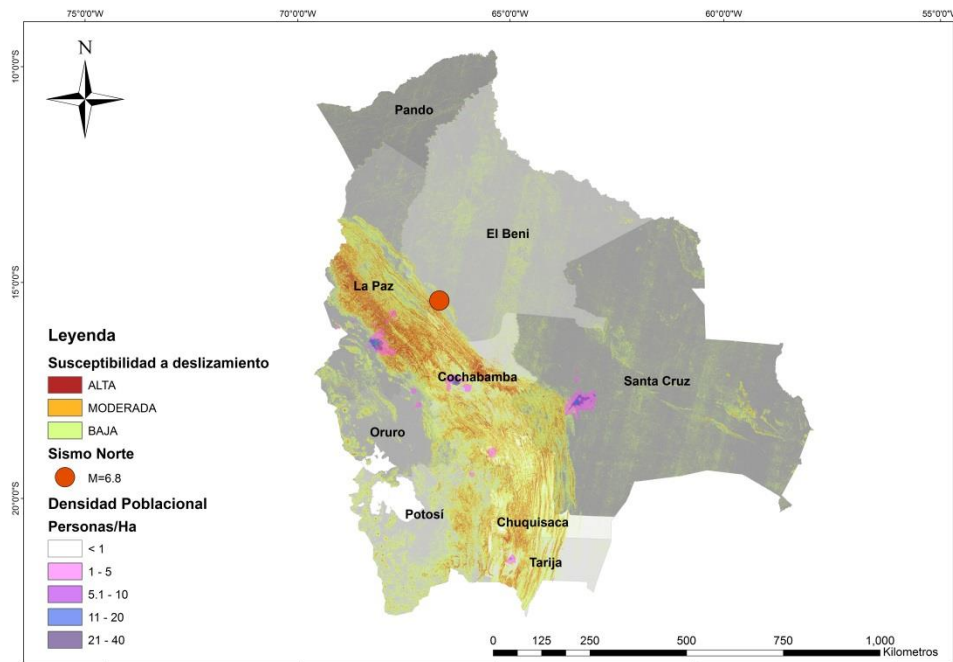 75°0'0"W
70°0'0"W
65°0'0"W
60°0'0"W
55°0'0"W
N
10°0'0"S
15°0'0"S
20°0'0"S
Pando
El Beni
La Paz
Cochabamba
Santa Cruz
Oruro
Potosí
Chuquisaca
Tarija
Leyenda
Susceptibilidad a deslizamiento
ALTA
MODERADA
BAJA
Sismo Norte
M=6.8
Densidad Poblacional
Personas/Ha
< 1
1 - 5
5.1 - 10
11 - 20
21 - 40
0 125 250 500 750 1,000
Kilometros